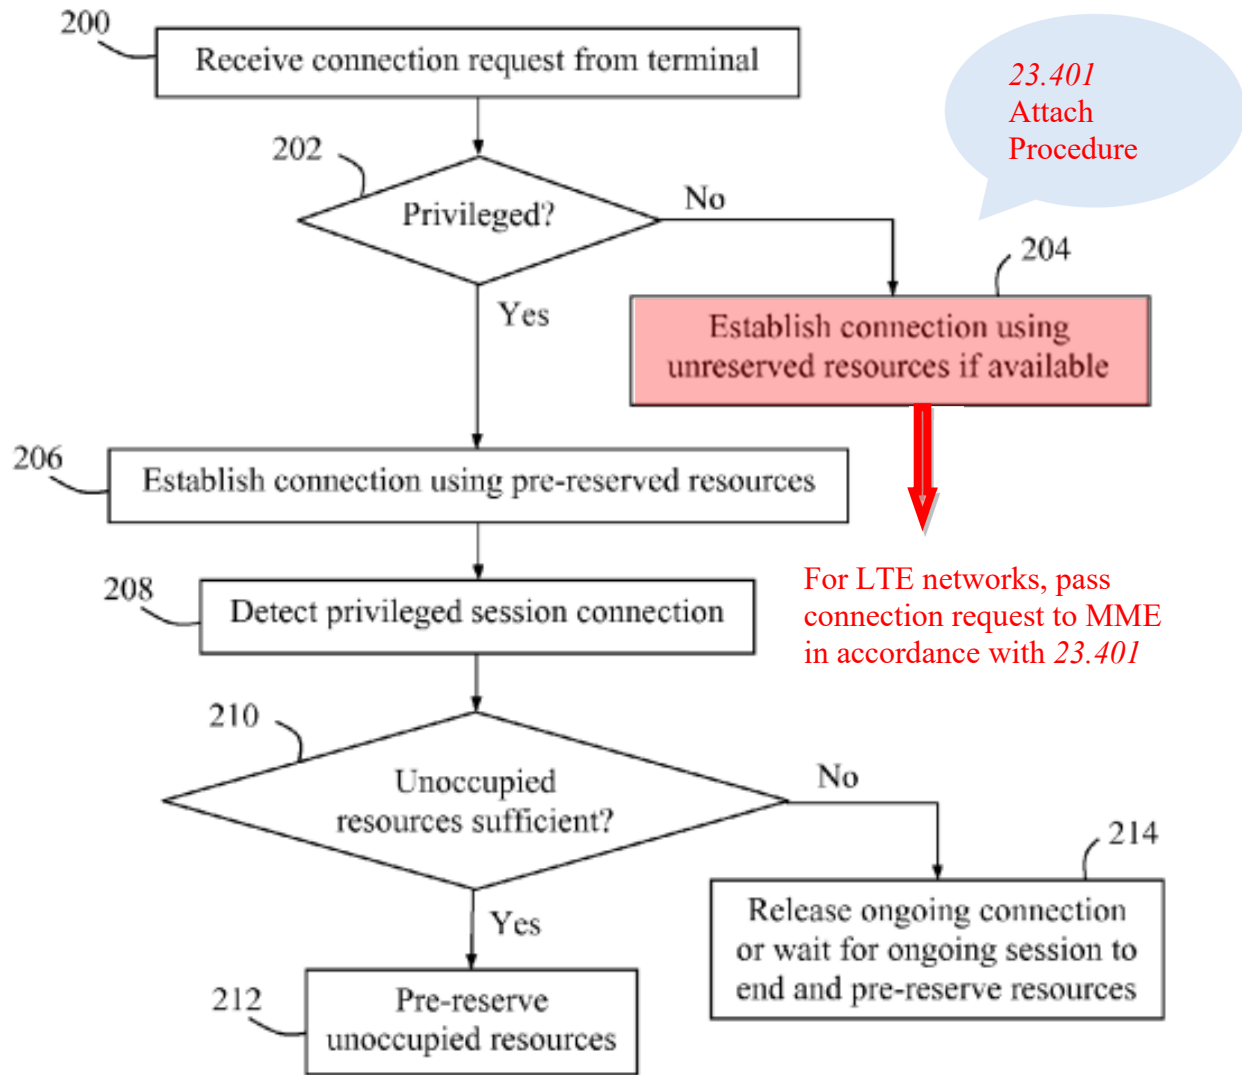 200
Receive connection request from terminal
23.401
Attach
Procedure
202
Privileged?
No
Yes
204
Establish connection using
unreserved resources if available
206
Establish connection using pre-reserved resources
For LTE networks, pass
connection request to MME
in accordance with 23.401
208
Detect privileged session connection
210
Unoccupied
resources sufficient?
No
Yes
214
Release ongoing connection
or wait for ongoing session to
end and pre-reserve resources
212
Pre-reserve
unoccupied resources